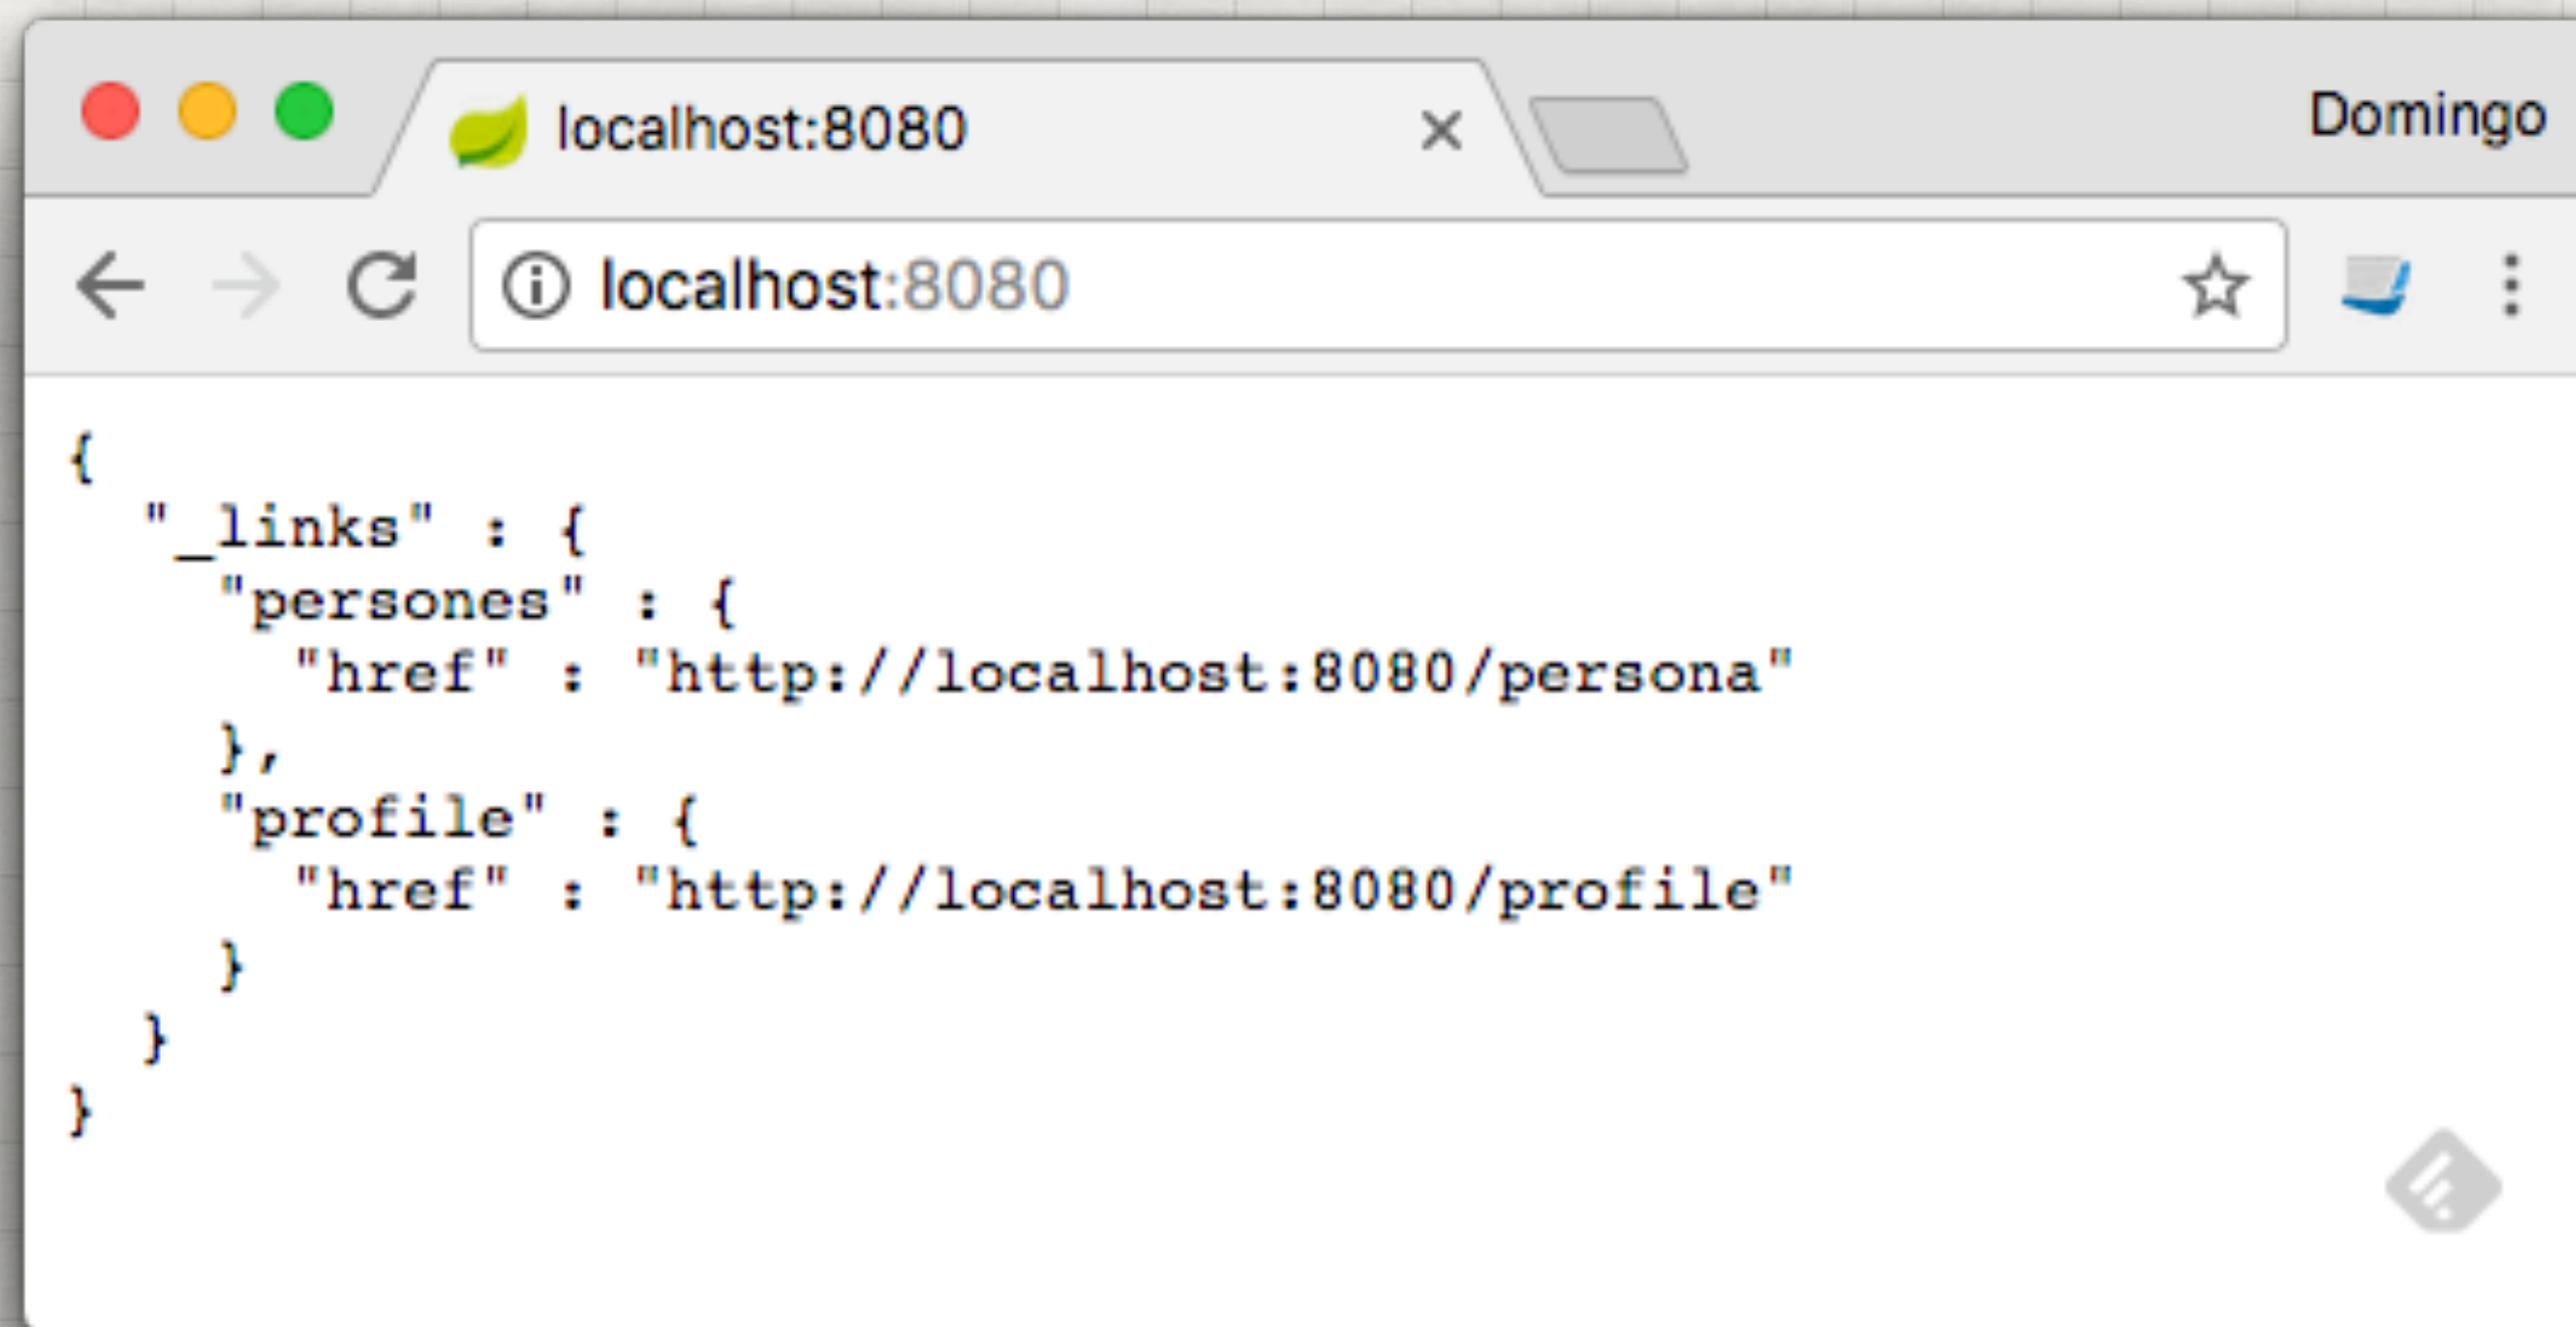 localhost:8080
Domingo
localhost:8080
{
  "_links" : {
    "persones" : {
      "href" : "http://localhost:8080/persona"
    },
    "profile" : {
      "href" : "http://localhost:8080/profile"
    }
  }
}